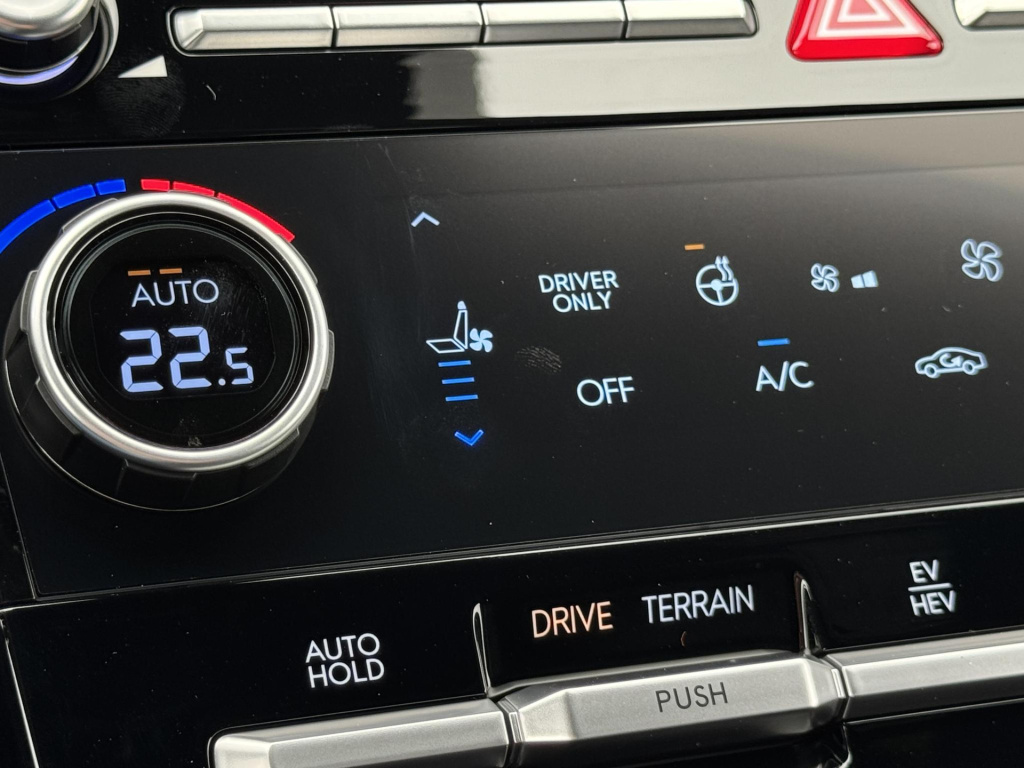 AUTO
22.5
DRIVER
ONLY
OFF
A/C
AUTO
HOLD
DRIVE TERRAIN
PUSH
EV
HEV